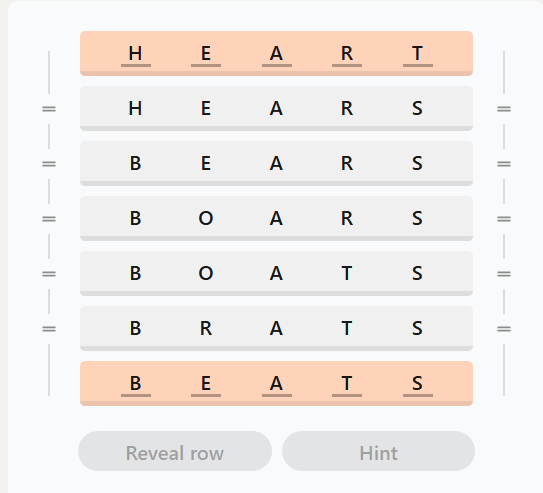 H E A R T
H E A R S
B E A R S
B O A R S
B O A T S
B R A T S
B E A T S
Reveal row Hint